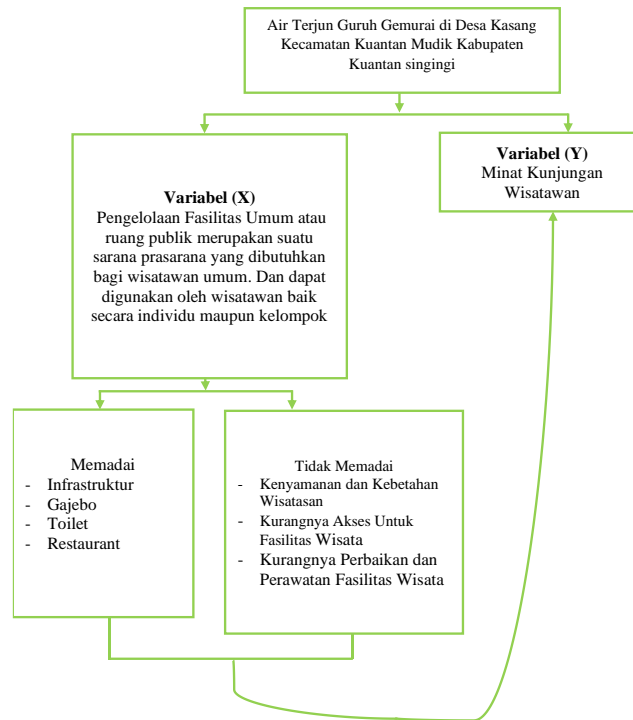 Air Terjun Guruh Gemurai di Desa Kasang
Kecamatan Kuantan Mudik Kabupaten
Kuantan singingi
Variabel (X)
Pengelolaan Fasilitas Umum atau
ruang publik merupakan suatu
sarana prasarana yang dibutuhkan
bagi wisatawan umum. Dan dapat
digunakan oleh wisatawan baik
secara individu maupun kelompok
Variabel (Y)
Minat Kunjungan
Wisatawan
Memadai
- Infrastruktur
- Gajebo
- Toilet
- Restaurant
Tidak Memadai
- Kenyamanan dan Kebetahan
Wisatasan
- Kurangnya Akses Untuk
Fasilitas Wisata
- Kurangnya Perbaikan dan
Perawatan Fasilitas Wisata